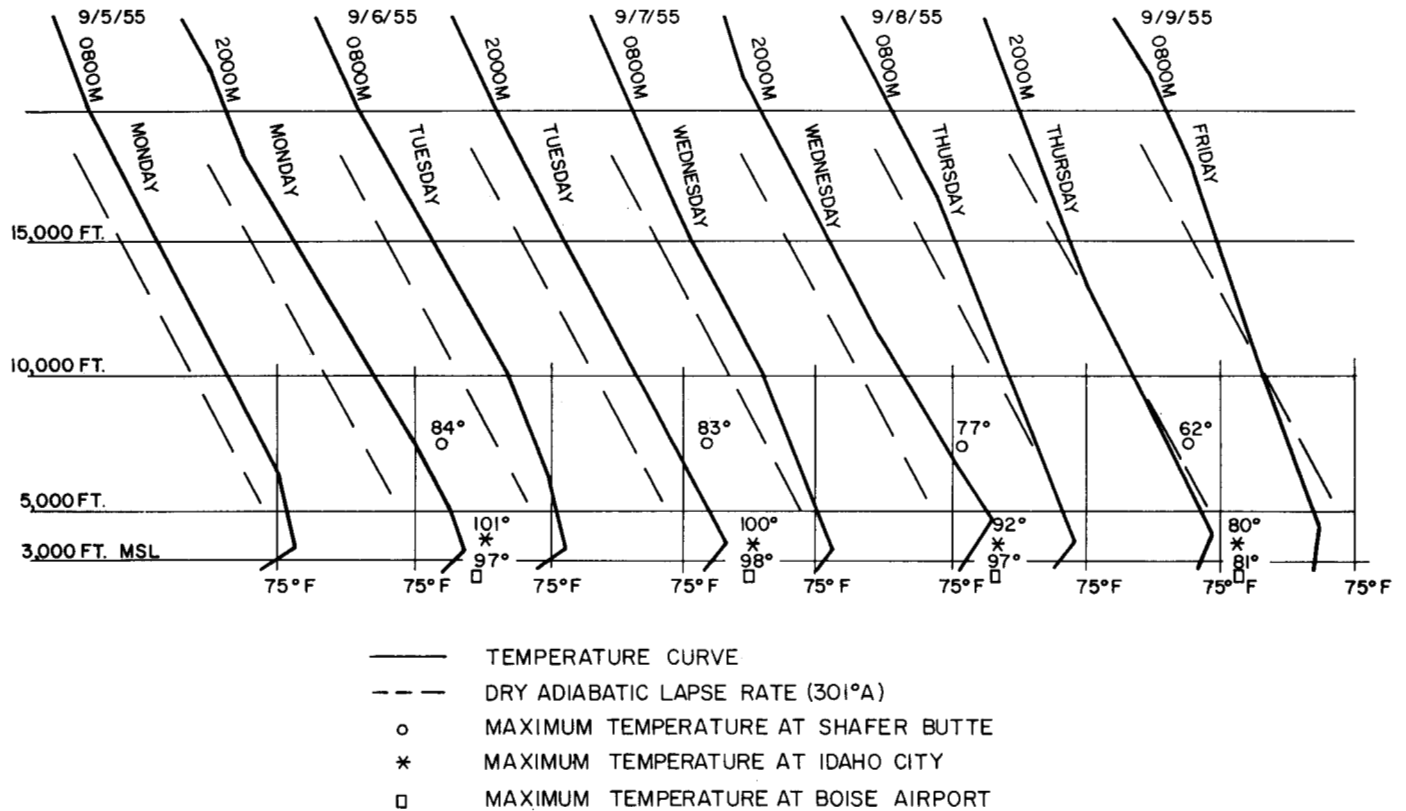 9/5/55 9/6/55 9/7/55 9/8/55 9/9/55
0800M 2000M 0800M 2000M 0800M 2000M 0800M 2000M 0800M
MONDAY MONDAY TUESDAY TUESDAY WEDNESDAY WEDNESDAY THURSDAY THURSDAY FRIDAY
15,000 FT.
10,000 FT.
84° 83° 77° 62°
5,000 FT.
101° 100° 92° 80°
3,000 FT. MSL
97° 98° 97° 81°
75°F 75°F 75°F 75°F 75°F 75°F 75°F 75°F 75°F
TEMPERATURE CURVE
DRY ADIABATIC LAPSE RATE (301°A)
MAXIMUM TEMPERATURE AT SHAFER BUTTE
MAXIMUM TEMPERATURE AT IDAHO CITY
MAXIMUM TEMPERATURE AT BOISE AIRPORT